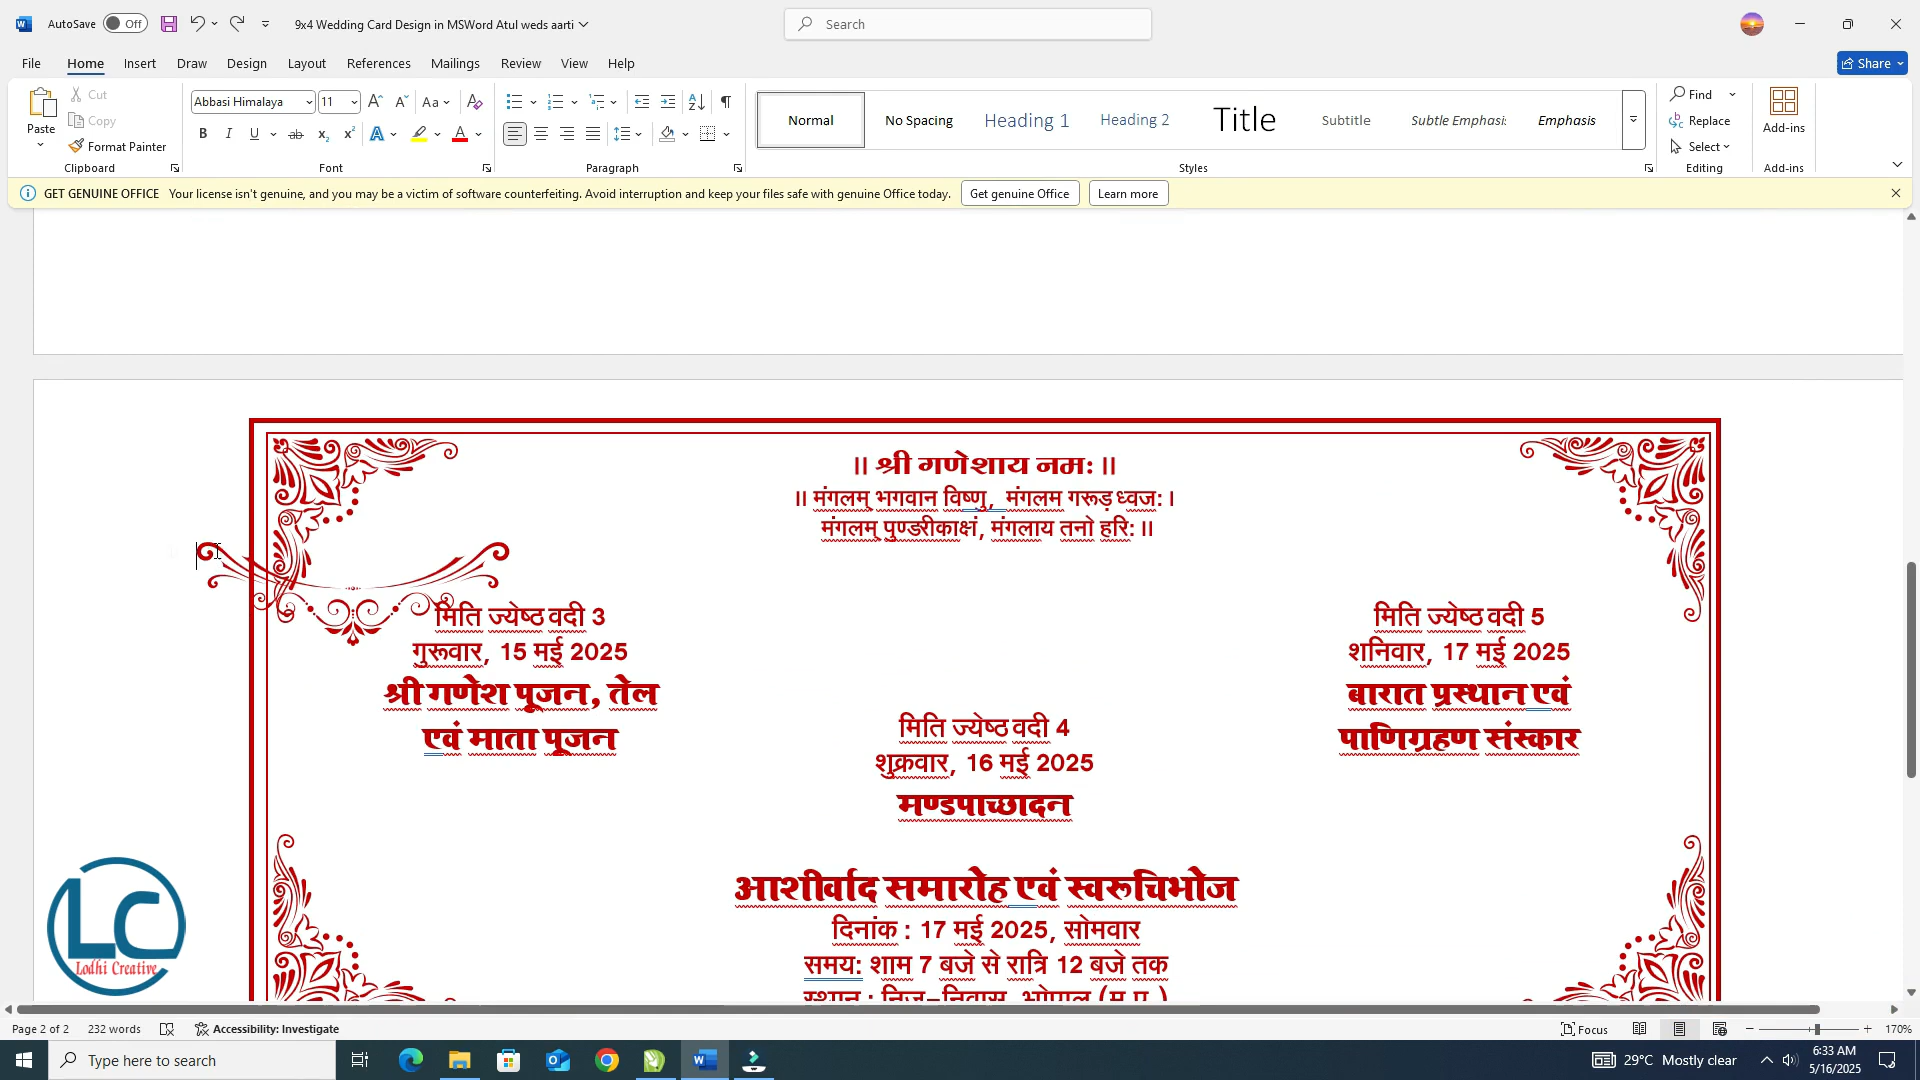 AutoSave Off 9x4 Wedding Card Design in MSWord Atul weds aarti Search
File Home Insert Draw Design Layout References Mailings Review View Help Share
Paste Cut Copy Format Painter Clipboard
Abbasi Himalaya 11 Font
Paragraph
Normal No Spacing Heading 1 Heading 2 Title Subtitle Subtle Emphasis Emphasis Styles
Find Replace Select Editing
Add-ins Add-ins
GET GENUINE OFFICE Your license isn't genuine, and you may be a victim of software counterfeiting. Avoid interruption and keep your files safe with genuine Office today. Get genuine Office Learn more
|| श्री गणेशाय नमः ||
|| मंगलम् भगवान विष्णु, मंगलम गरूड़ ध्वजः ।
मंगलम् पुण्डरीकाक्षं, मंगलाय तनो हरिः ||
मिति ज्येष्ठ वदी 3
गुरूवार, 15 मई 2025
श्री गणेश पूजन, तेल
एवं माता पूजन
मिति ज्येष्ठ वदी 5
शनिवार, 17 मई 2025
बारात प्रस्थान एवं
पाणिग्रहण संस्कार
मिति ज्येष्ठ वदी 4
शुक्रवार, 16 मई 2025
मण्डपाच्छादन
आशीर्वाद समारोह एवं स्वरूचिभोज
दिनांक : 17 मई 2025, सोमवार
समय: शाम 7 बजे से रात्रि 12 बजे तक
स्थान : निज-निवास, भोपाल (म.प्र.)
LC
Lodhi Creative
Page 2 of 2 232 words Accessibility: Investigate Focus 170%
Type here to search 29°C Mostly clear 6:33 AM
5/16/2025